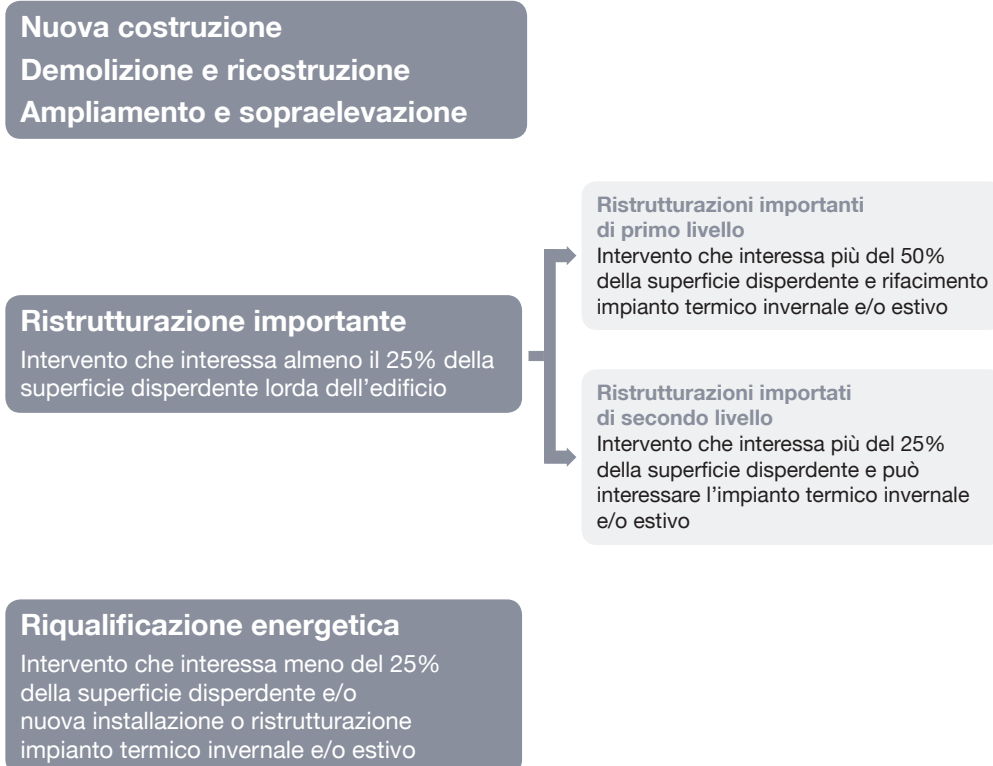 Nuova costruzione
Demolizione e ricostruzione
Ampliamento e sopraelevazione
Ristrutturazione importante
Intervento che interessa almeno il 25% della
superficie disperdente lorda dell'edificio
Ristrutturazioni importanti
di primo livello
Intervento che interessa più del 50%
della superficie disperdente e rifacimento
impianto termico invernale e/o estivo
Ristrutturazioni importati
di secondo livello
Intervento che interessa più del 25%
della superficie disperdente e può
interessare l'impianto termico invernale
e/o estivo
Riqualificazione energetica
Intervento che interessa meno del 25%
della superficie disperdente e/o
nuova installazione o ristrutturazione
impianto termico invernale e/o estivo